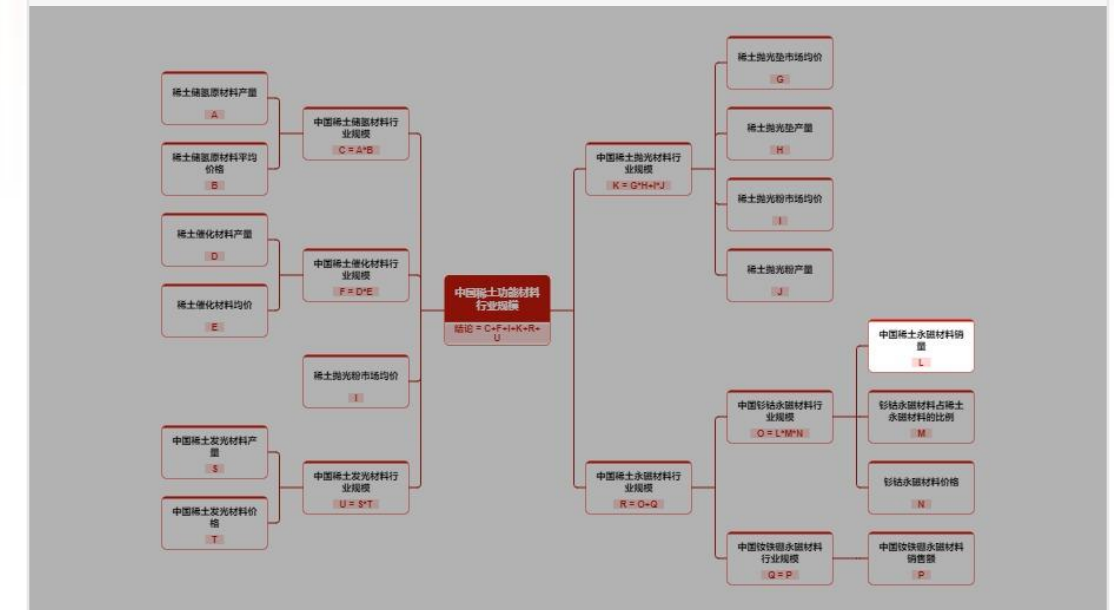 稀土储氢原材料产量
A
稀土储氢原材料平均
价格
B
中国稀土储氢材料行
业规模
C = A*B
稀土催化材料产量
D
稀土催化材料均价
E
中国稀土催化材料行
业规模
F = D*E
稀土抛光粉市场均价
I
中国稀土发光材料产
量
S
中国稀土发光材料价
格
T
中国稀土发光材料行
业规模
U = S*T
中国稀土功能材料
行业规模
结论 = C+F+I+K+R+
U
中国稀土抛光材料行
业规模
K = G*H+I*J
稀土抛光垫市场均价
G
稀土抛光垫产量
H
稀土抛光粉市场均价
I
稀土抛光粉产量
J
中国稀土永磁材料行
业规模
R = O+Q
中国钐钴永磁材料行
业规模
O = L*M*N
中国稀土永磁材料销
量
L
钐钴永磁材料占稀土
永磁材料的比例
M
钐钴永磁材料价格
N
中国钕铁硼永磁材料
行业规模
Q = P
中国钕铁硼永磁材料
销售额
P